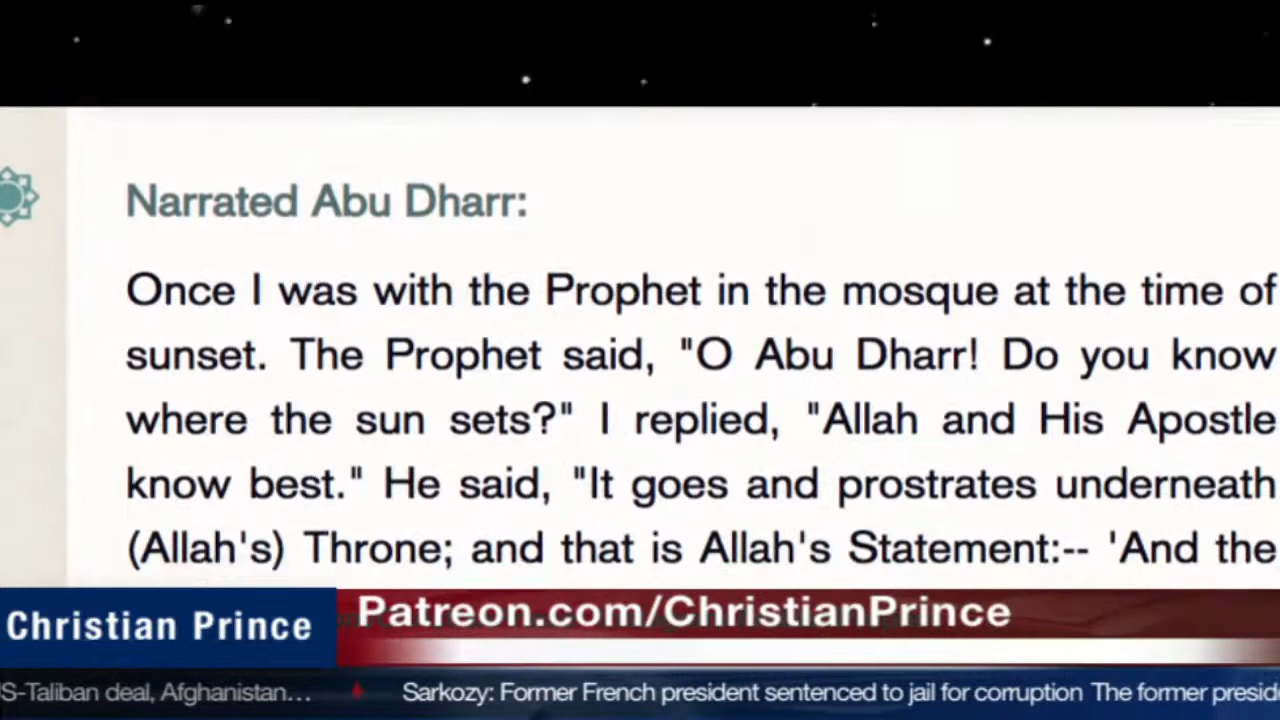 Narrated Abu Dharr:
Once I was with the Prophet in the mosque at the time of
sunset. The Prophet said, "O Abu Dharr! Do you know
where the sun sets?" I replied, "Allah and His Apostle
know best." He said, "It goes and prostrates underneath
(Allah's) Throne; and that is Allah's Statement:-- 'And the
Christian Prince
Patreon.com/ChristianPrince
S-Taliban deal, Afghanistan... Sarkozy: Former French president sentenced to jail for corruption The former preside